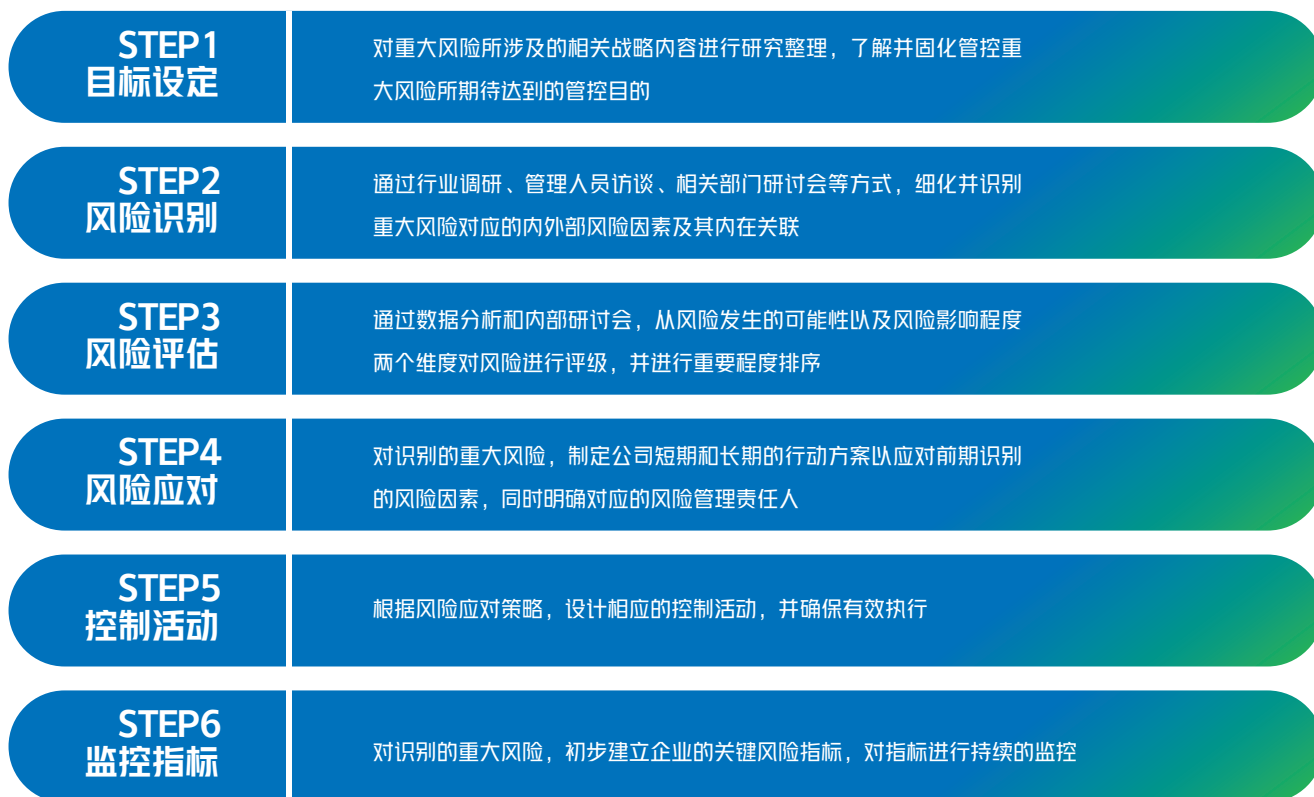 STEP1
目标设定
对重大风险所涉及的相关战略内容进行研究整理，了解并固化管控重
大风险所期待达到的管控目的
STEP2
风险识别
通过行业调研、管理人员访谈、相关部门研讨会等方式，细化并识别
重大风险对应的内外部风险因素及其内在关联
STEP3
风险评估
通过数据分析和内部研讨会，从风险发生的可能性以及风险影响程度
两个维度对风险进行评级，并进行重要程度排序
STEP4
风险应对
对识别的重大风险，制定公司短期和长期的行动方案以应对前期识别
的风险因素，同时明确对应的风险管理责任人
STEP5
控制活动
根据风险应对策略，设计相应的控制活动，并确保有效执行
STEP6
监控指标
对识别的重大风险，初步建立企业的关键风险指标，对指标进行持续的监控